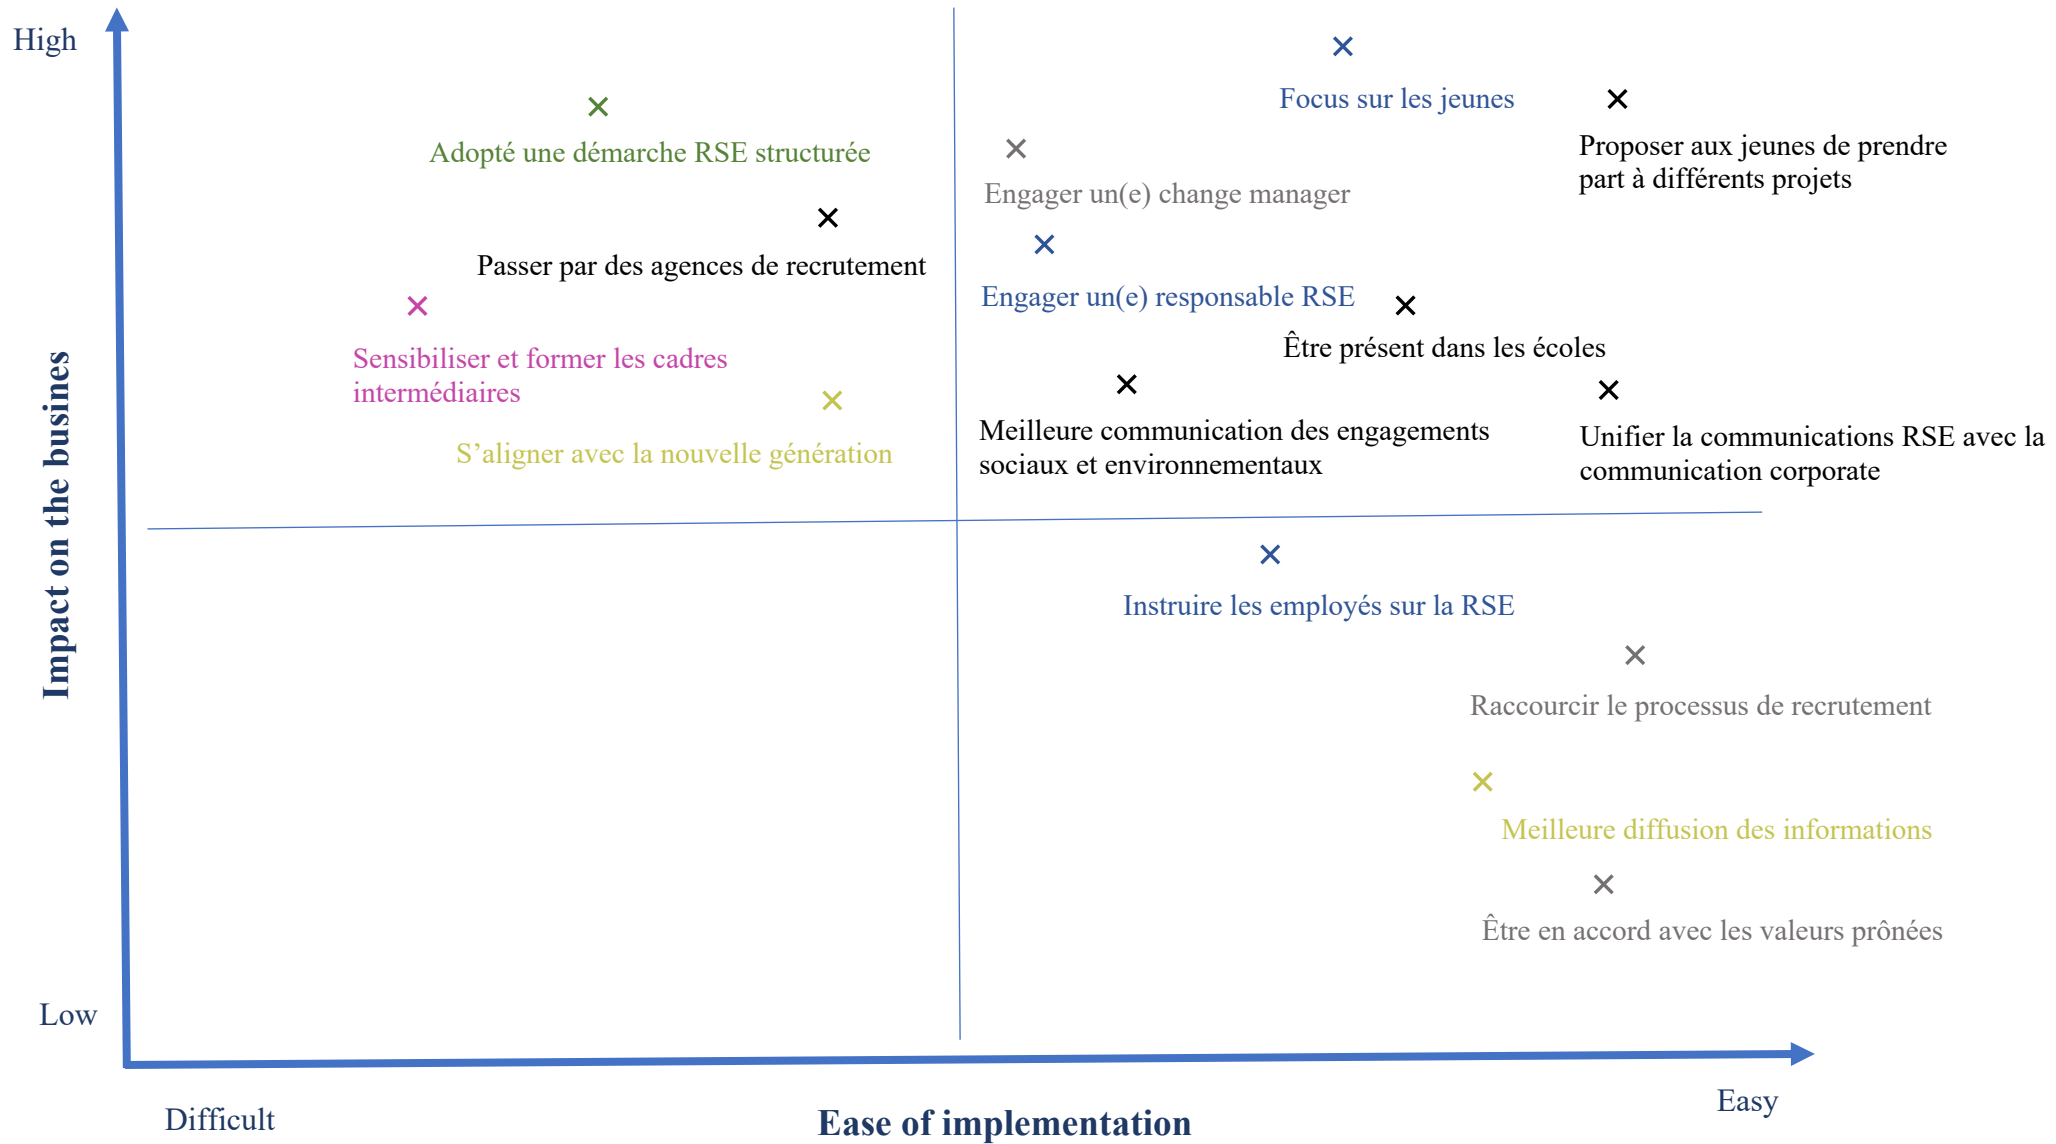 High
Focus sur les jeunes
Adopté une démarche RSE structurée
Proposer aux jeunes de prendre
part à différents projets
Engager un(e) change manager
Passer par des agences de recrutement
Engager un(e) responsable RSE
Être présent dans les écoles
Sensibiliser et former les cadres
intermédiaires
S’aligner avec la nouvelle génération
Meilleure communication des engagements
sociaux et environnementaux
Unifier la communications RSE avec la
communication corporate
Impact on the busines
Instruire les employés sur la RSE
Raccourcir le processus de recrutement
Meilleure diffusion des informations
Être en accord avec les valeurs prônées
Low
Difficult
Ease of implementation
Easy